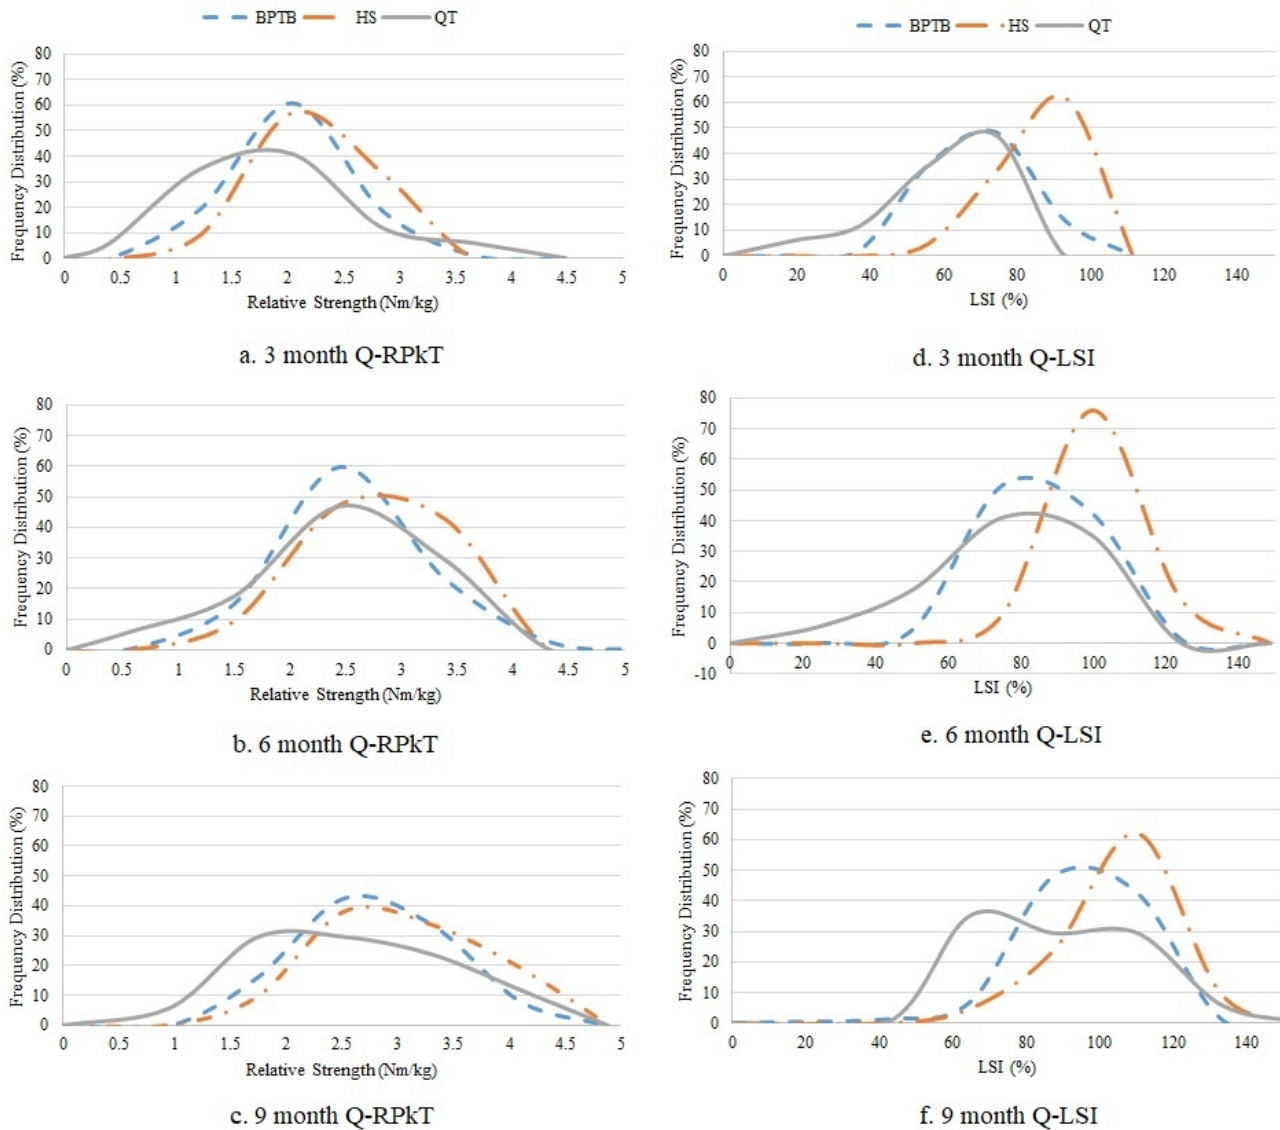 BPTB HS QT
80
70
60
50
40
30
20
10
0
Frequency Distribution (%)
0 0.5 1 1.5 2 2.5 3 3.5 4 4.5 5
Relative Strength (Nm/kg)
a. 3 month Q-RPkT
BPTB HS QT
80
70
60
50
40
30
20
10
0
Frequency Distribution (%)
0 20 40 60 80 100 120 140
LSI (%)
d. 3 month Q-LSI
80
70
60
50
40
30
20
10
0
Frequency Distribution (%)
0 0.5 1 1.5 2 2.5 3 3.5 4 4.5 5
Relative Strength (Nm/kg)
b. 6 month Q-RPkT
80
70
60
50
40
30
20
10
0
-10
Frequency Distribution (%)
0 20 40 60 80 100 120 140
LSI (%)
e. 6 month Q-LSI
80
70
60
50
40
30
20
10
0
Frequency Distribution (%)
0 0.5 1 1.5 2 2.5 3 3.5 4 4.5 5
Relative Strength (Nm/kg)
c. 9 month Q-RPkT
80
70
60
50
40
30
20
10
0
Frequency Distribution (%)
0 20 40 60 80 100 120 140
LSI (%)
f. 9 month Q-LSI